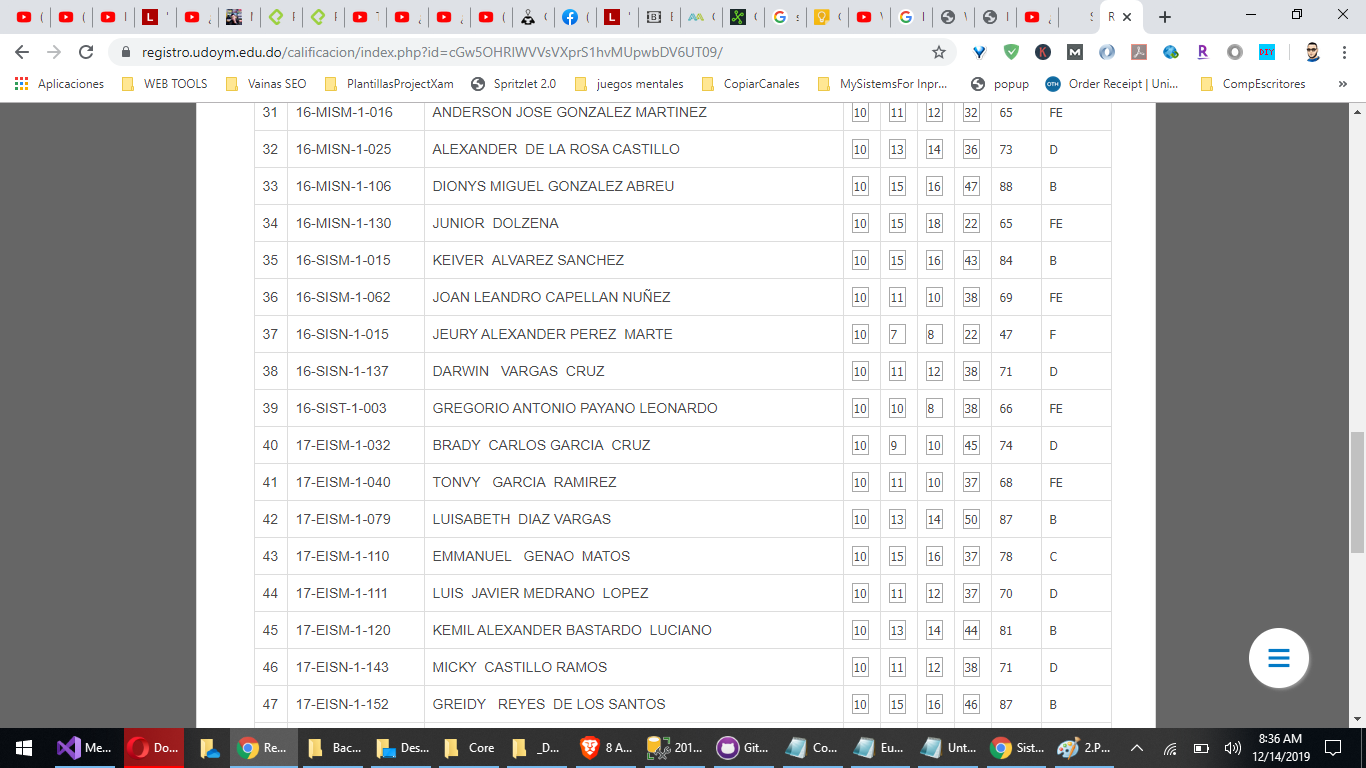 registro.udoym.edu.do/calificacion/index.php?id=cGw5OHRIWVVsVXprS1hvMUpwbDV6UT09/
Aplicaciones WEB TOOLS Vainas SEO PlantillasProjectXam Spritzlet 2.0 juegos mentales CopiarCanales MySistemsFor Inpr... popup Order Receipt | Uni... CompEscritores »
31 16-MISM-1-016 ANDERSON JOSE GONZALEZ MARTINEZ 10 11 12 32 65 FE
32 16-MISN-1-025 ALEXANDER DE LA ROSA CASTILLO 10 13 14 36 73 D
33 16-MISN-1-106 DIONYS MIGUEL GONZALEZ ABREU 10 15 16 47 88 B
34 16-MISN-1-130 JUNIOR DOLZENA 10 15 18 22 65 FE
35 16-SISM-1-015 KEIVER ALVAREZ SANCHEZ 10 15 16 43 84 B
36 16-SISM-1-062 JOAN LEANDRO CAPELLAN NUÑEZ 10 11 10 38 69 FE
37 16-SISN-1-015 JEURY ALEXANDER PEREZ MARTE 10 7 8 22 47 F
38 16-SISN-1-137 DARWIN VARGAS CRUZ 10 11 12 38 71 D
39 16-SIST-1-003 GREGORIO ANTONIO PAYANO LEONARDO 10 10 8 38 66 FE
40 17-EISM-1-032 BRADY CARLOS GARCIA CRUZ 10 9 10 45 74 D
41 17-EISM-1-040 TONVY GARCIA RAMIREZ 10 11 10 37 68 FE
42 17-EISM-1-079 LUISABETH DIAZ VARGAS 10 13 14 50 87 B
43 17-EISM-1-110 EMMANUEL GENAO MATOS 10 15 16 37 78 C
44 17-EISM-1-111 LUIS JAVIER MEDRANO LOPEZ 10 11 12 37 70 D
45 17-EISM-1-120 KEMIL ALEXANDER BASTARDO LUCIANO 10 13 14 44 81 B
46 17-EISN-1-143 MICKY CASTILLO RAMOS 10 11 12 38 71 D
47 17-EISN-1-152 GREIDY REYES DE LOS SANTOS 10 15 16 46 87 B
Me... Do... Re... Bac... Des... Core _D... 8 A... 201... Git... Co... Eu... Unt... Sist... 2.P... 8:36 AM
12/14/2019